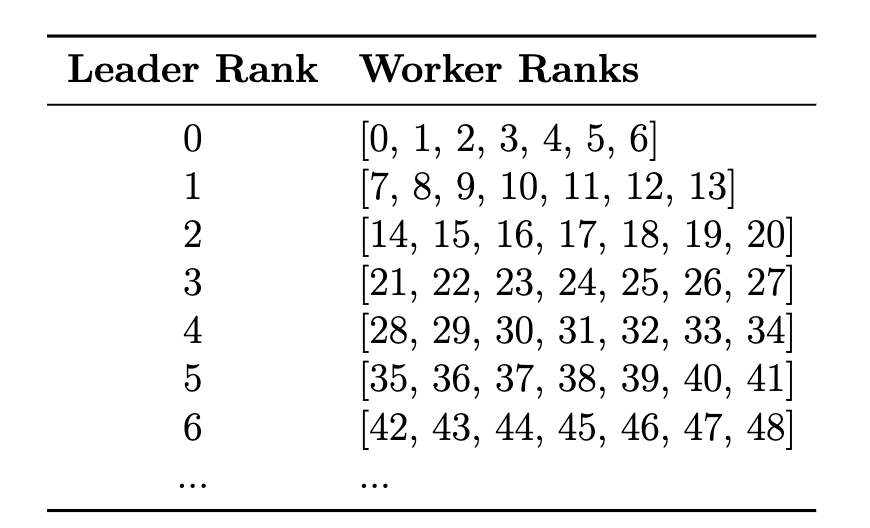 Leader Rank Worker Ranks
0 [0, 1, 2, 3, 4, 5, 6]
1 [7, 8, 9, 10, 11, 12, 13]
2 [14, 15, 16, 17, 18, 19, 20]
3 [21, 22, 23, 24, 25, 26, 27]
4 [28, 29, 30, 31, 32, 33, 34]
5 [35, 36, 37, 38, 39, 40, 41]
6 [42, 43, 44, 45, 46, 47, 48]
... ...